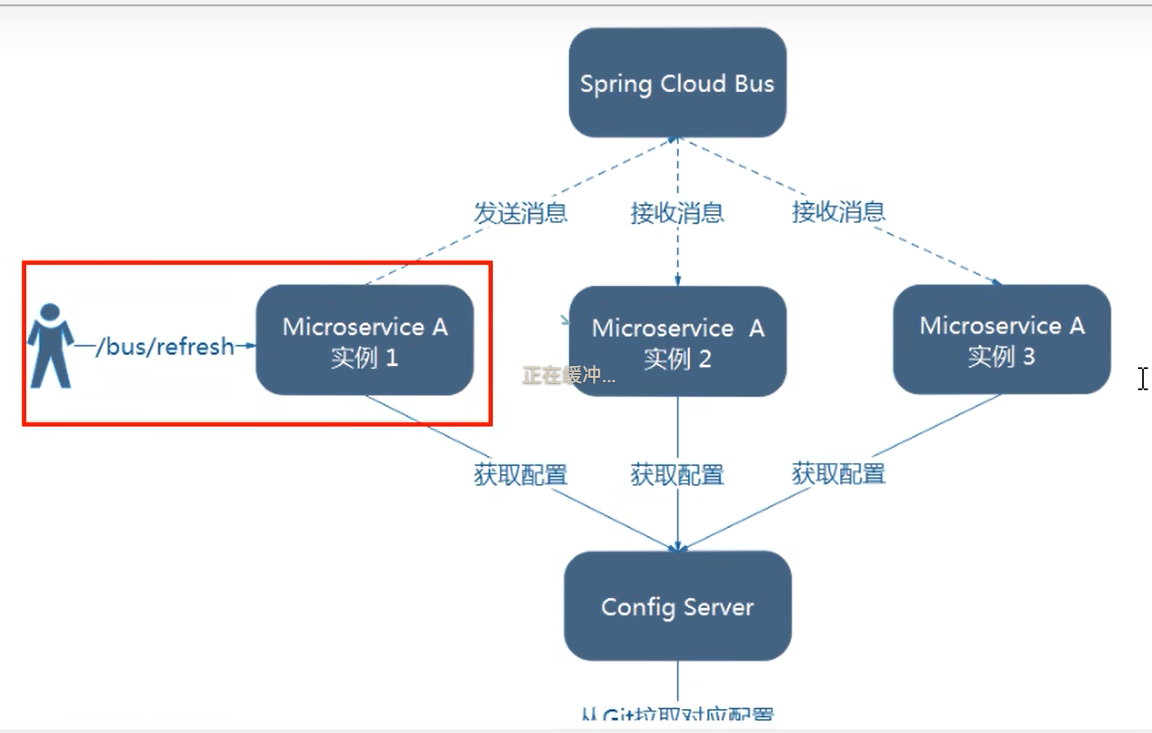 Spring Cloud Bus
发送消息
接收消息
接收消息
/bus/refresh
Microservice A
实例 1
Microservice A
实例 2
Microservice A
实例 3
正在缓冲...
获取配置
获取配置
获取配置
Config Server
从Git拉取对应配置